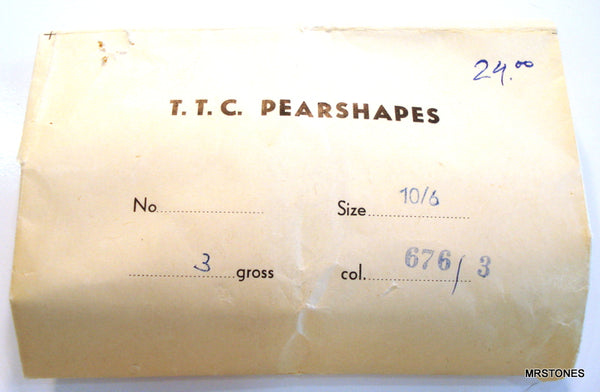 24.00
T. T. C. PEARSHAPES
No.......................... Size 10/6
3 gross col. 676/3
MRSTONES